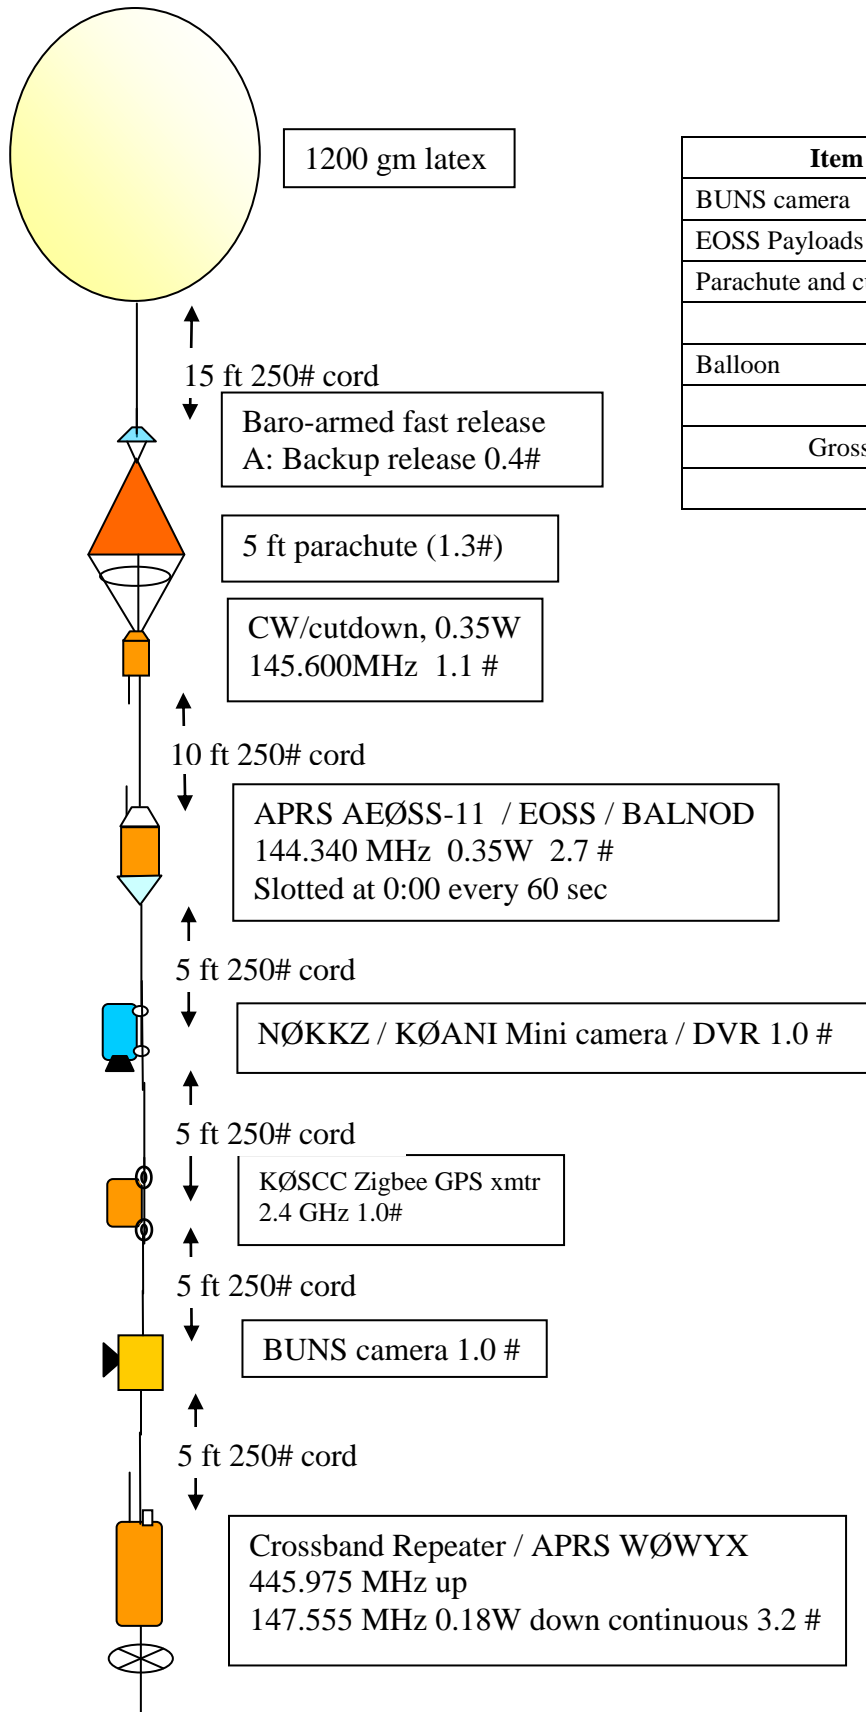 1200 gm latex
Item
BUNS camera
EOSS Payloads
Parachute and
Balloon
Gross
15 ft 250# cord
Baro-armed fast release
A: Backup release 0.4#
5 ft parachute (1.3#)
CW/cutdown, 0.35W
145.600MHz 1.1 #
10 ft 250# cord
APRS AEØSS-11 / EOSS / BALNOD
144.340 MHz 0.35W 2.7 #
Slotted at 0:00 every 60 sec
5 ft 250# cord
NØKKZ / KØANI Mini camera / DVR 1.0 #
5 ft 250# cord
KØSCC Zigbee GPS xmtr
2.4 GHz 1.0#
5 ft 250# cord
BUNS camera 1.0 #
5 ft 250# cord
Crossband Repeater / APRS WØWYX
445.975 MHz up
147.555 MHz 0.18W down continuous 3.2 #